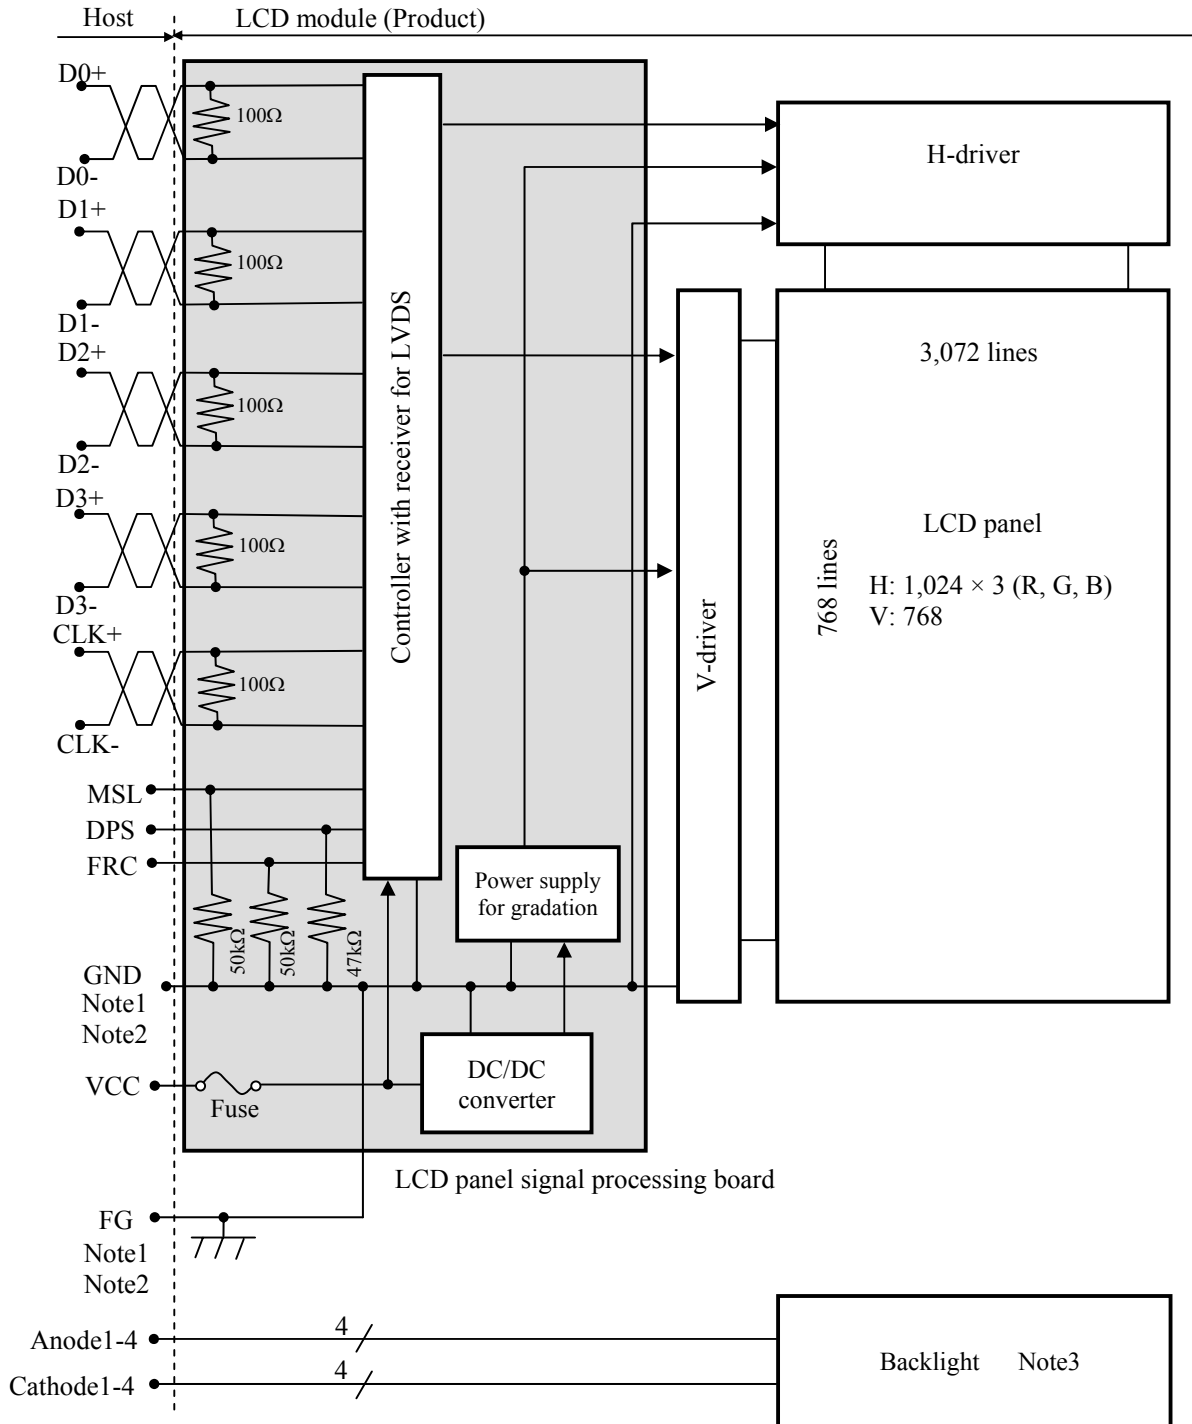 Host
LCD module (Product)
D0+
100Ω
D0-
D1+
100Ω
D1-
D2+
100Ω
D2-
D3+
100Ω
D3-
CLK+
100Ω
CLK-
MSL
DPS
FRC
50kΩ
50kΩ
47kΩ
GND
Note1
Note2
VCC
Fuse
Controller with receiver for LVDS
Power supply
for gradation
DC/DC
converter
LCD panel signal processing board
H-driver
V-driver
3,072 lines
768 lines
LCD panel
H: 1,024 × 3 (R, G, B)
V: 768
FG
Note1
Note2
Anode1-4
4
Cathode1-4
4
Backlight Note3